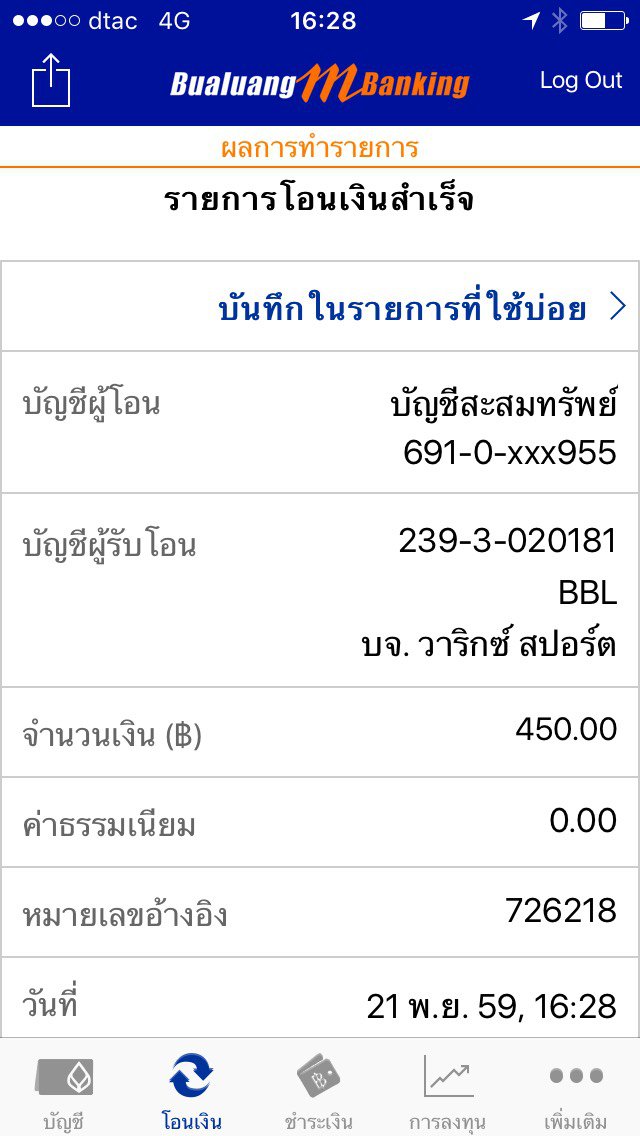 dtac 4G 16:28
Bualuang mBanking Log Out
ผลการทำรายการ
รายการโอนเงินสำเร็จ
บันทึกในรายการที่ใช้บ่อย
บัญชีผู้โอน บัญชีสะสมทรัพย์
691-0-xxx955
บัญชีผู้รับโอน 239-3-020181
BBL
บจ. วาริกซ์ สปอร์ต
จำนวนเงิน (฿) 450.00
ค่าธรรมเนียม 0.00
หมายเลขอ้างอิง 726218
วันที่ 21 พ.ย. 59, 16:28
บัญชี โอนเงิน ชำระเงิน การลงทุน เพิ่มเติม